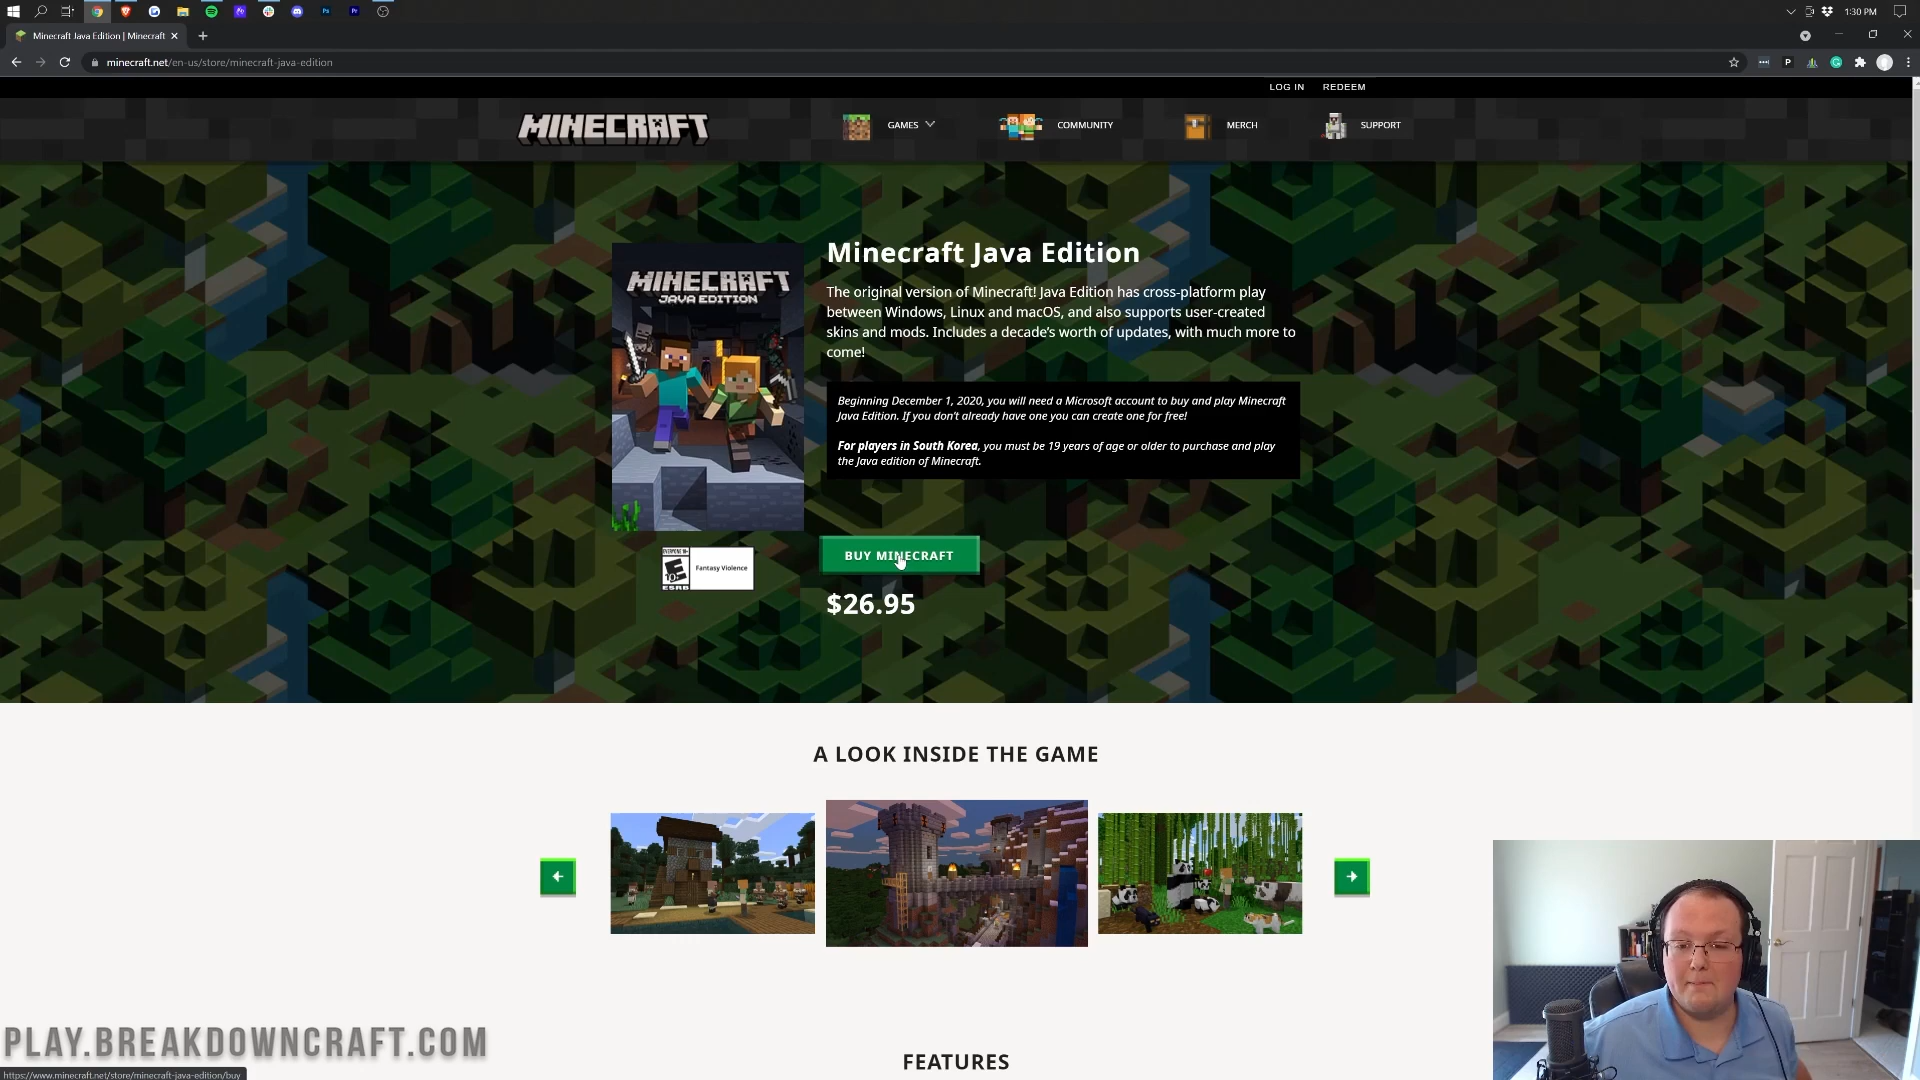 1:30 PM
Minecraft Java Edition | Minecraft
minecraft.net/en-us/store/minecraft-java-edition
LOG IN REDEEM
MINECRAFT
GAMES
COMMUNITY
MERCH
SUPPORT
MINECRAFT
JAVA EDITION
Minecraft Java Edition
The original version of Minecraft! Java Edition has cross-platform play
between Windows, Linux and macOS, and also supports user-created
skins and mods. Includes a decade's worth of updates, with much more to
come!
Beginning December 1, 2020, you will need a Microsoft account to buy and play Minecraft
Java Edition. If you don't already have one you can create one for free!
For players in South Korea, you must be 19 years of age or older to purchase and play
the Java edition of Minecraft.
EVERYONE 10+
E
10+
ESRB
Fantasy Violence
BUY MINECRAFT
$26.95
A LOOK INSIDE THE GAME
FEATURES
PLAY.BREAKDOWNCRAFT.COM
https://www.minecraft.net/store/minecraft-java-edition/buy